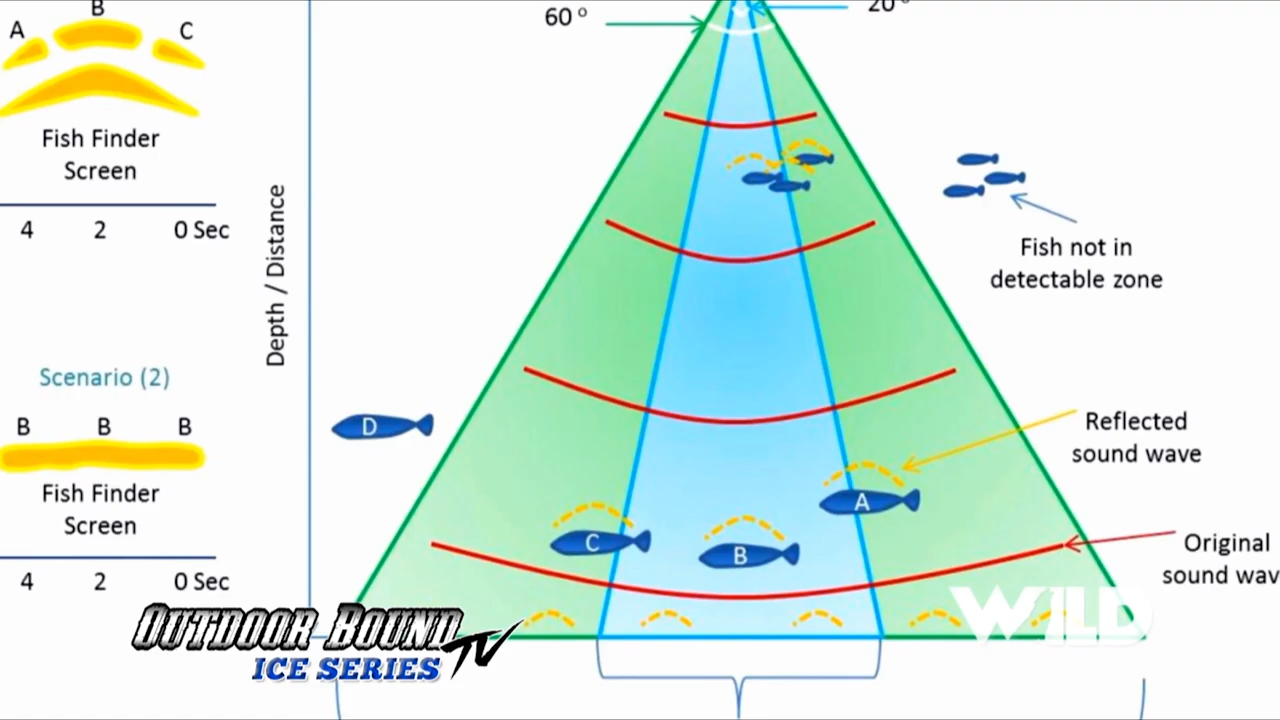 B
A
C
Fish Finder
Screen
4 2 0 Sec
Scenario (2)
B B B
Fish Finder
Screen
4 2 0 Sec
Depth / Distance
60 °
20 °
Fish not in
detectable zone
D
Reflected
sound wave
A
C
B
Original
sound wav
OUTDOOR BOUND TV
ICE SERIES
WILD